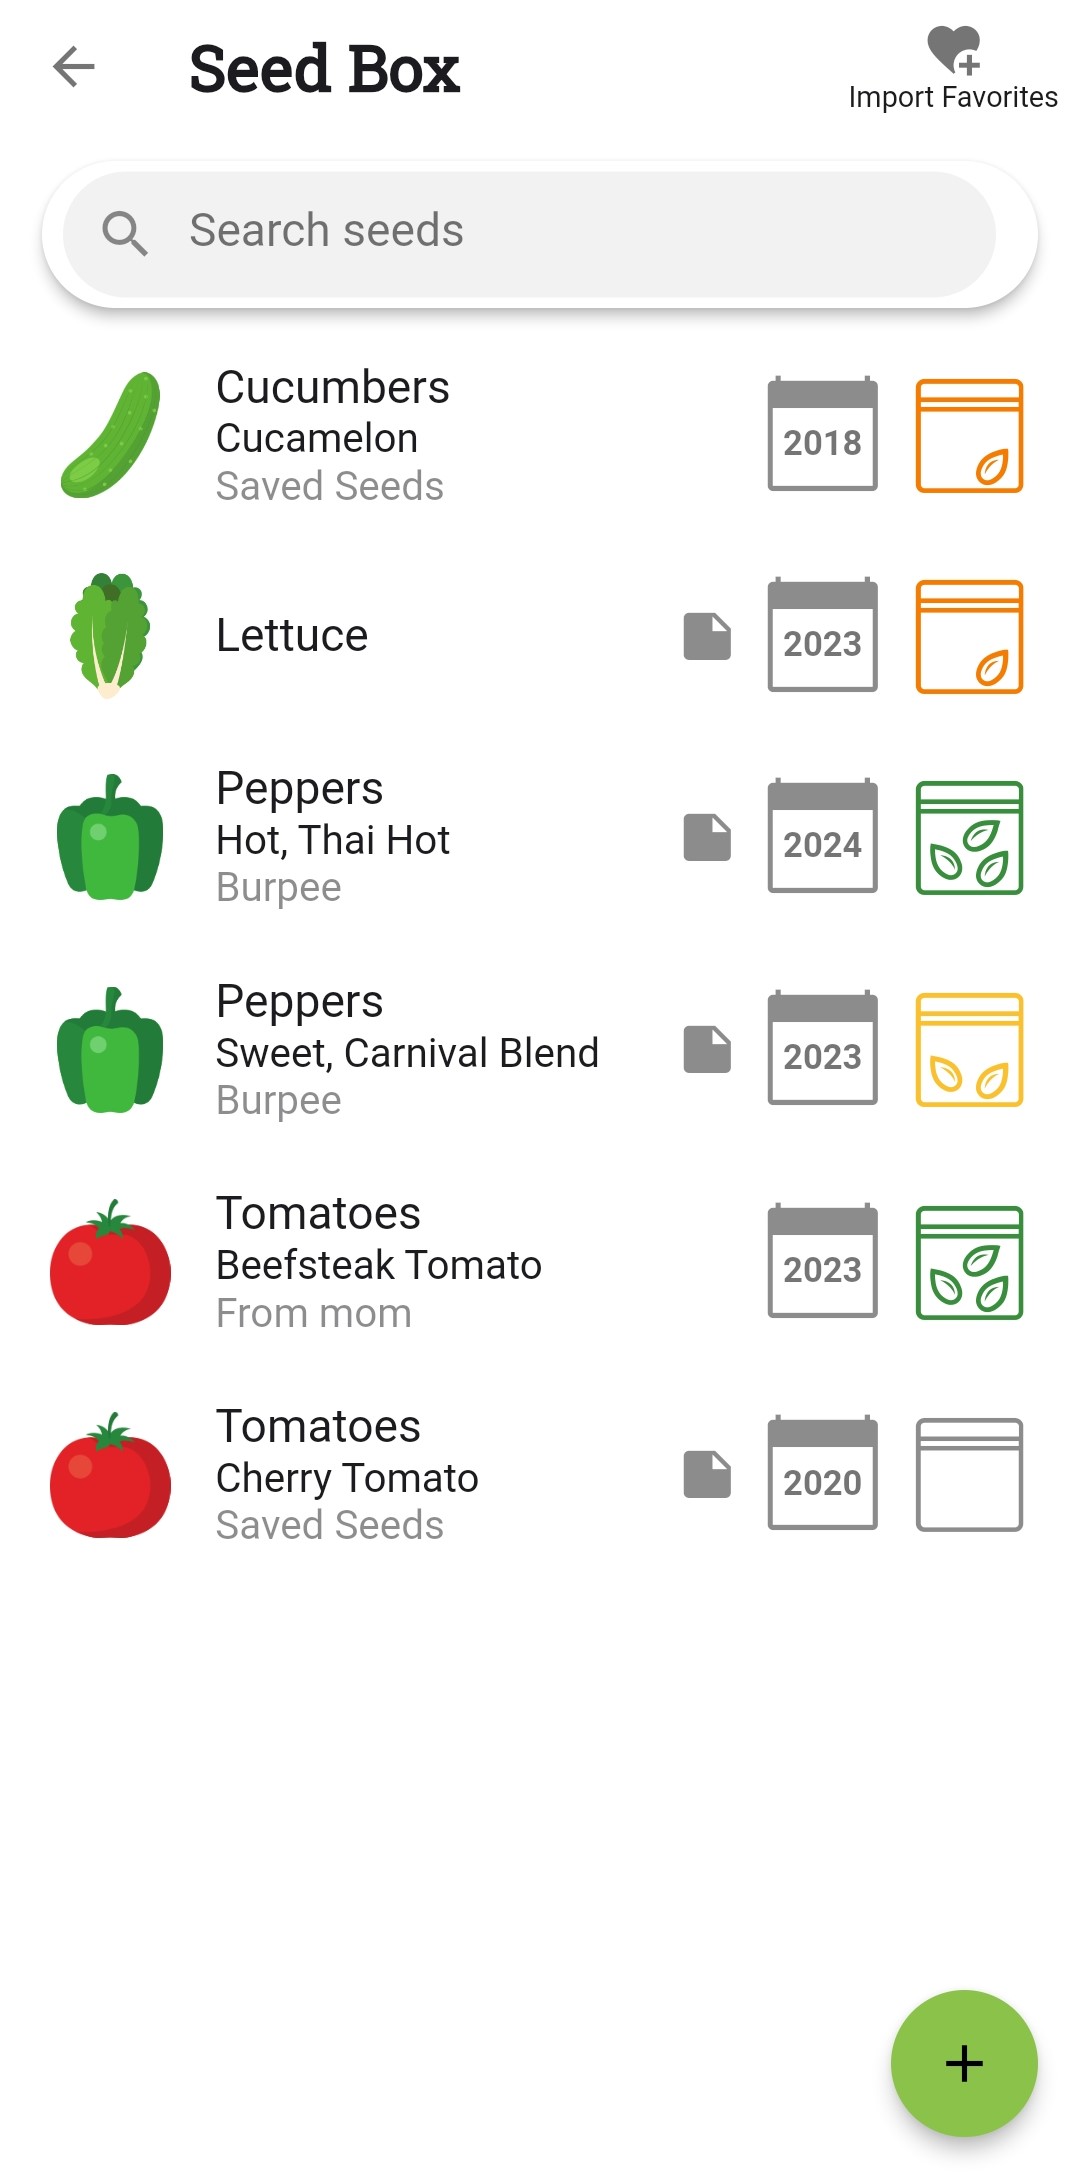 Seed Box
Import Favorites
Search seeds
Cucumbers
Cucamelon
Saved Seeds
2018
Lettuce
2023
Peppers
Hot, Thai Hot
Burpee
2024
Peppers
Sweet, Carnival Blend
Burpee
2023
Tomatoes
Beefsteak Tomato
From mom
2023
Tomatoes
Cherry Tomato
Saved Seeds
2020